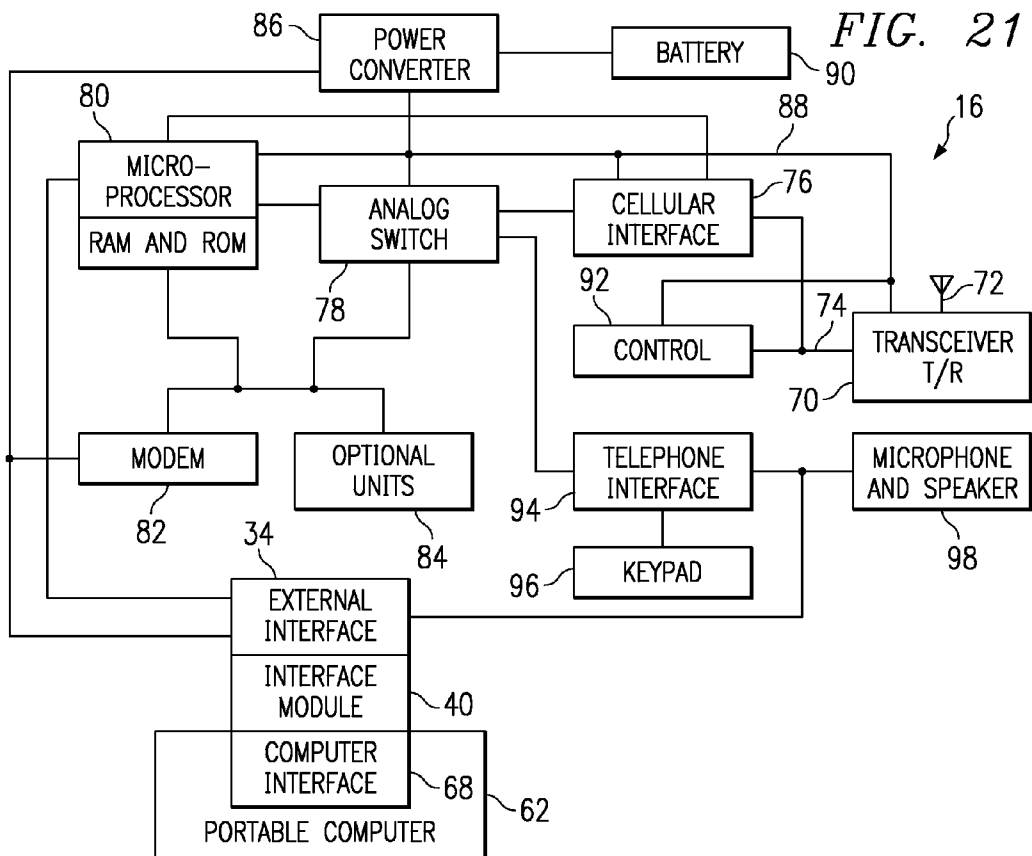 FIG. 21
86
POWER
CONVERTER
BATTERY
90
16
80
88
MICRO-
PROCESSOR
RAM AND ROM
ANALOG
SWITCH
78
CELLULAR
INTERFACE
76
92
CONTROL
74
72
TRANSCEIVER
T/R
70
MODEM
82
OPTIONAL
UNITS
84
TELEPHONE
INTERFACE
94
MICROPHONE
AND SPEAKER
98
KEYPAD
96
34
EXTERNAL
INTERFACE
INTERFACE
MODULE
40
COMPUTER
INTERFACE
68
62
PORTABLE COMPUTER